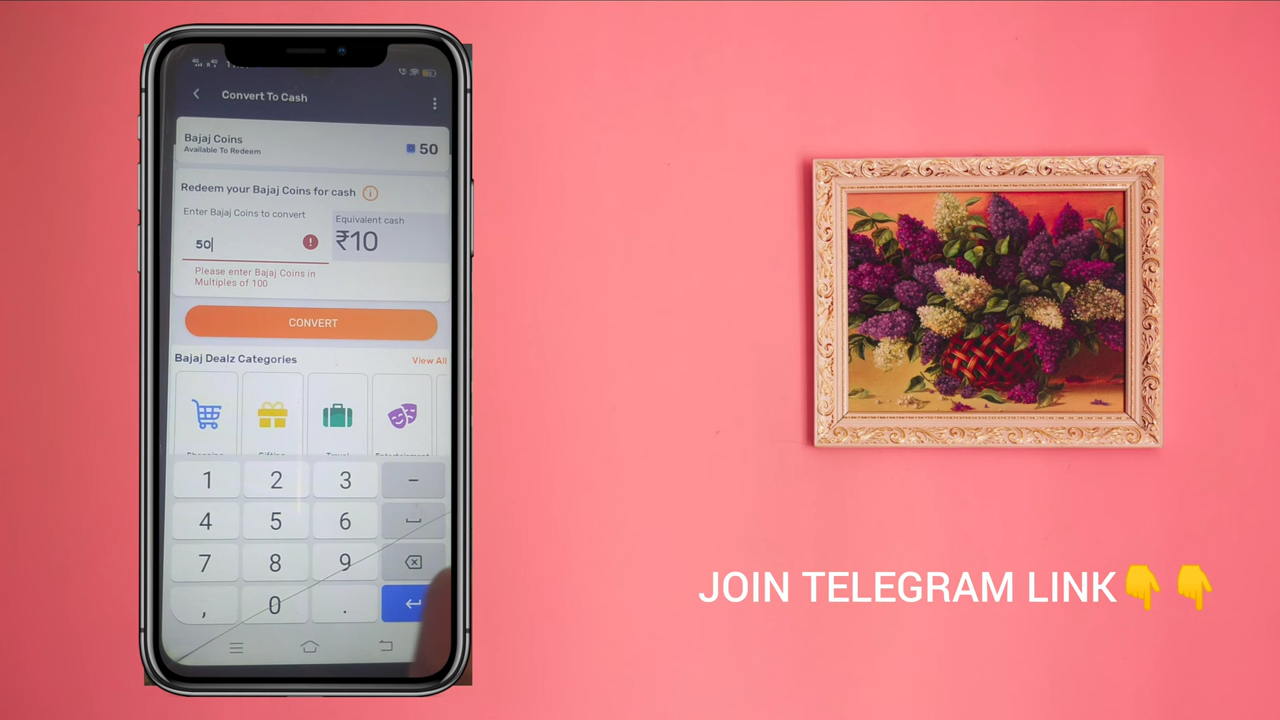 Convert To Cash
Bajaj Coins
Available To Redeem
50
Redeem your Bajaj Coins for cash
Enter Bajaj Coins to convert
50
Equivalent cash
₹10
Please enter Bajaj Coins in
Multiples of 100
CONVERT
Bajaj Dealz Categories
View All
1 2 3 –
4 5 6
7 8 9
, 0 .
JOIN TELEGRAM LINK👇👇